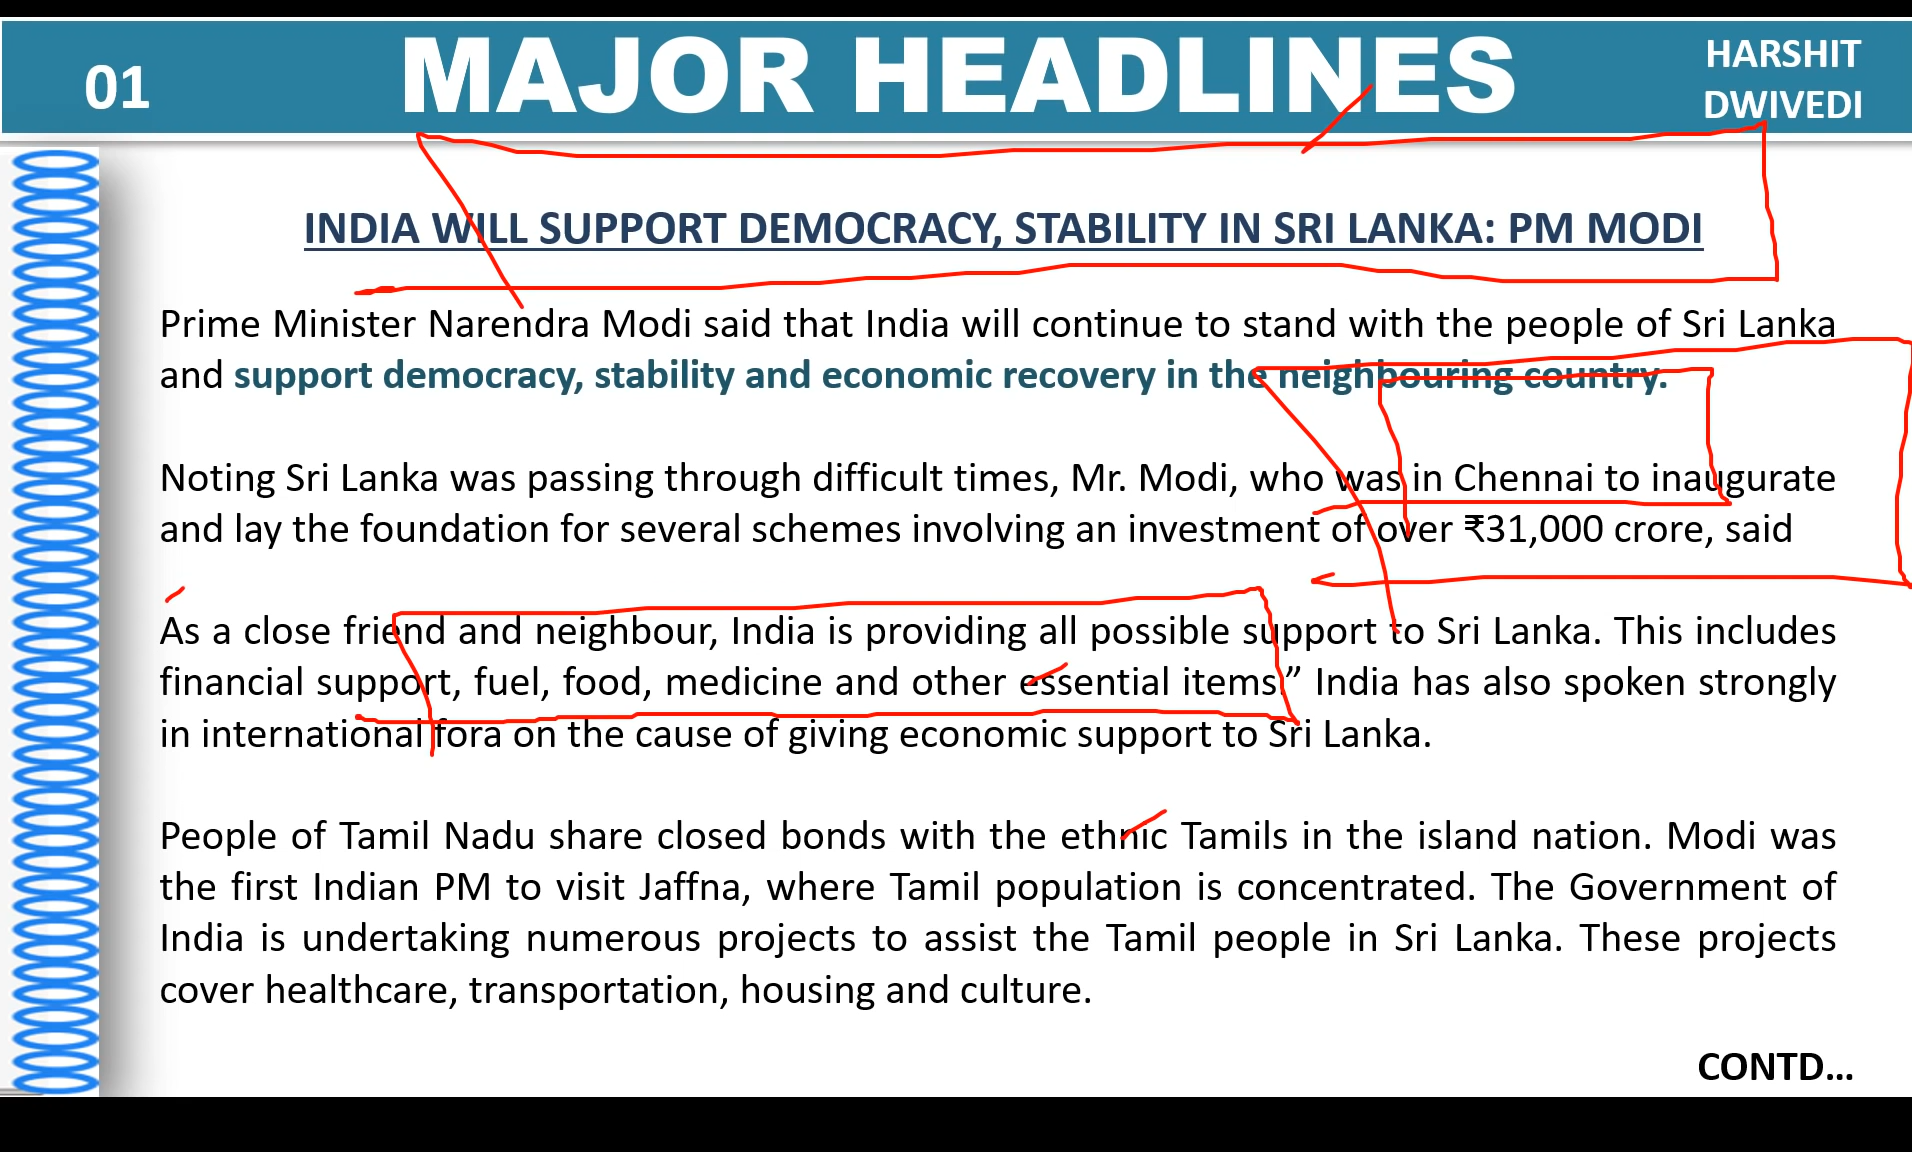 01
MAJOR HEADLINES
HARSHIT
DWIVEDI
INDIA WILL SUPPORT DEMOCRACY, STABILITY IN SRI LANKA: PM MODI
Prime Minister Narendra Modi said that India will continue to stand with the people of Sri Lanka
and support democracy, stability and economic recovery in the neighbouring country.
Noting Sri Lanka was passing through difficult times, Mr. Modi, who was in Chennai to inaugurate
and lay the foundation for several schemes involving an investment of over ₹31,000 crore, said
As a close friend and neighbour, India is providing all possible support to Sri Lanka. This includes
financial support, fuel, food, medicine and other essential items.” India has also spoken strongly
in international fora on the cause of giving economic support to Sri Lanka.
People of Tamil Nadu share closed bonds with the ethnic Tamils in the island nation. Modi was
the first Indian PM to visit Jaffna, where Tamil population is concentrated. The Government of
India is undertaking numerous projects to assist the Tamil people in Sri Lanka. These projects
cover healthcare, transportation, housing and culture.
CONTD...